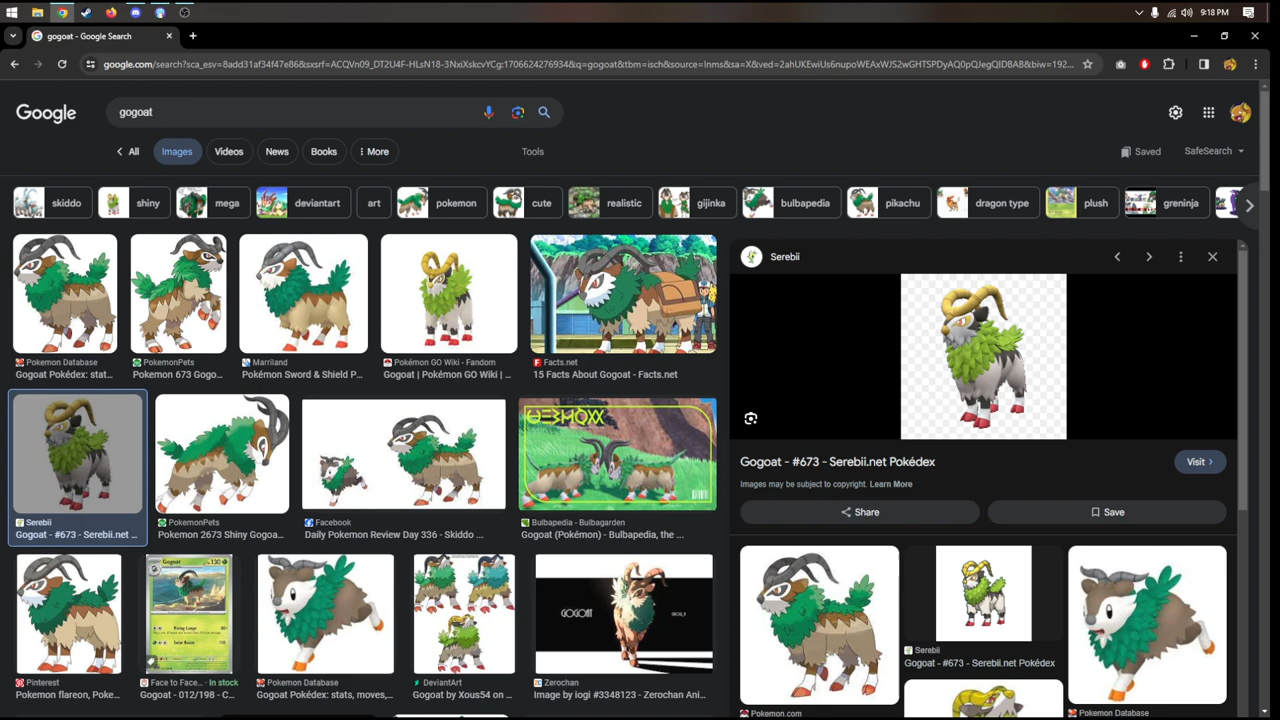 9:18 PM
gogoat - Google Search
google.com/search?sca_esv=8add31af34f47e86&sxsrf=ACQVn09_DT2U4F-HLsN18-3NxiXskcvYCg:1706624276934&q=gogoat&tbm=isch&source=lnms&sa=X&ved=2ahUKEwiUs6nupoWEAxWJS2wGHTSPDyAQ0pQJegQIDBAB&biw=192...
Google
gogoat
All
Images
Videos
News
Books
More
Tools
Saved
SafeSearch
skiddo
shiny
mega
deviantart
art
pokemon
cute
realistic
gijinka
bulbapedia
pikachu
dragon type
plush
greninja
Pokemon Database
Gogoat Pokédex: stat...
PokemonPets
Pokemon 673 Gogo...
Marriland
Pokémon Sword & Shield P...
Pokémon GO Wiki - Fandom
Gogoat | Pokémon GO Wiki | ...
Facts.net
15 Facts About Gogoat - Facts.net
Serebii
Gogoat - #673 - Serebii.net ...
PokemonPets
Pokemon 2673 Shiny Gogoa...
Facebook
Daily Pokemon Review Day 336 - Skiddo ...
WEBMOXX
Bulbapedia - Bulbagarden
Gogoat (Pokémon) - Bulbapedia, the ...
Pinterest
Pokemon flareon, Poke...
Gogoat
130
Rising Lunge
Solar Beam
Face to Face... - In stock
Gogoat - 012/198 - C...
Pokemon Database
Gogoat Pokédex: stats, moves,...
DeviantArt
Gogoat by Xous54 on ...
GOGOAT
Zerochan
Image by iogi #3348123 - Zerochan Ani...
Serebii
Gogoat - #673 - Serebii.net Pokédex
Visit
Images may be subject to copyright. Learn More
Share
Save
Serebii
Gogoat - #673 - Serebii.net Pokédex
Pokemon.com
Pokemon Database